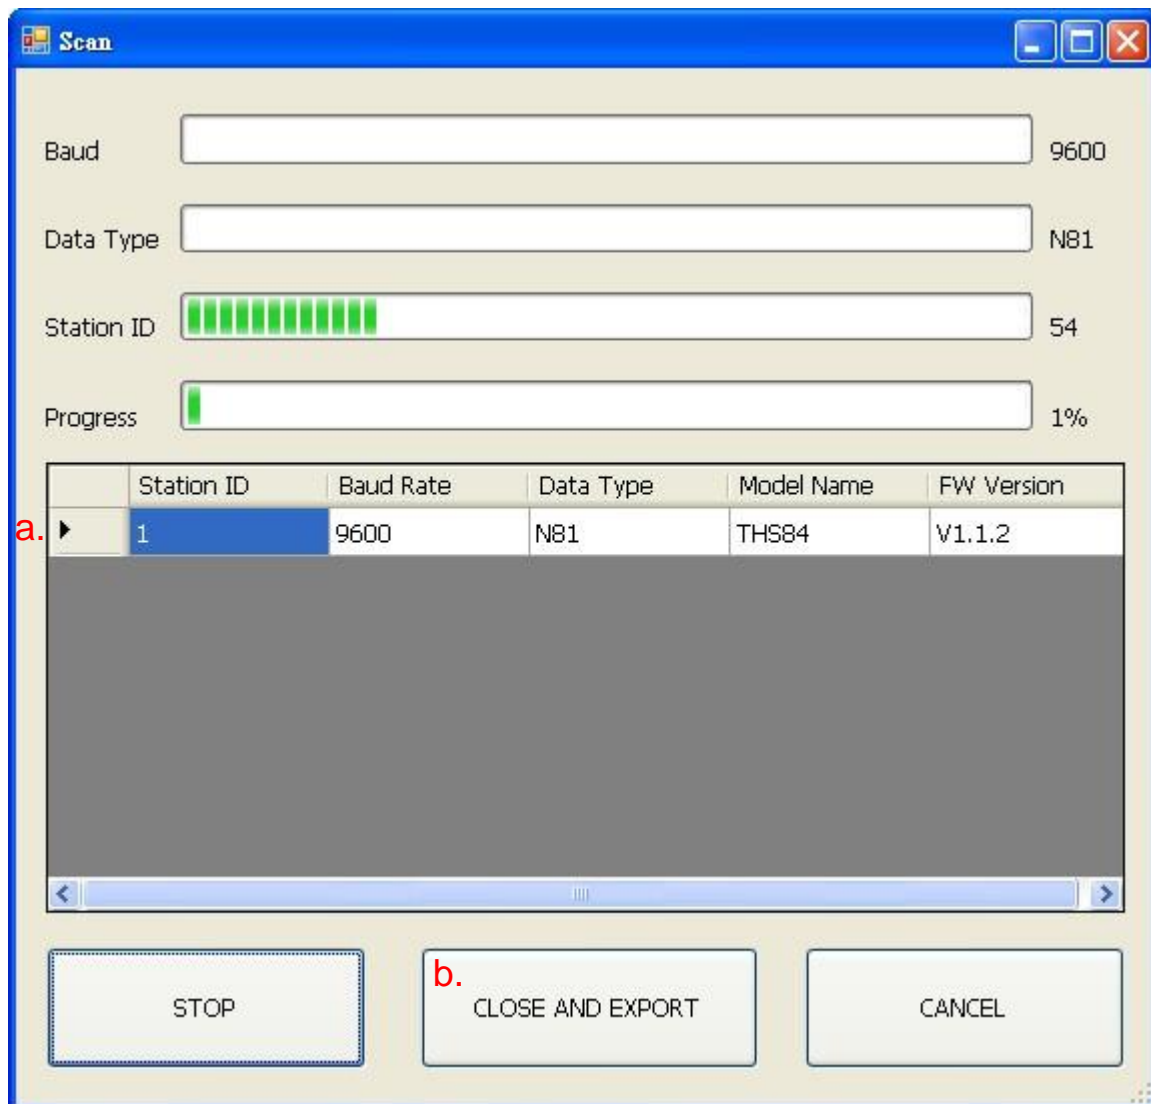 Scan
Baud 9600
Data Type N81
Station ID 54
Progress 1%
Station ID Baud Rate Data Type Model Name FW Version
a. 1 9600 N81 THS84 V1.1.2
b.
STOP CLOSE AND EXPORT CANCEL